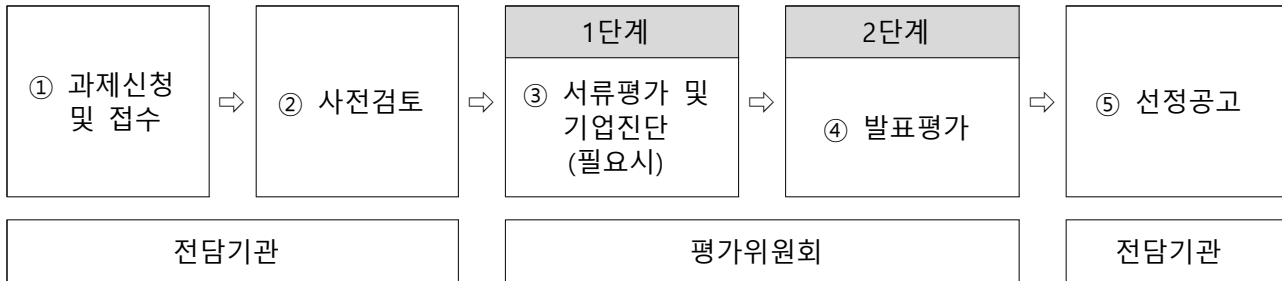 ① 과제신청
및 접수
⇨
② 사전검토
⇨
1단계
③ 서류평가 및
기업진단
(필요시)
⇨
2단계
④ 발표평가
⇨
⑤ 선정공고
전담기관
평가위원회
전담기관